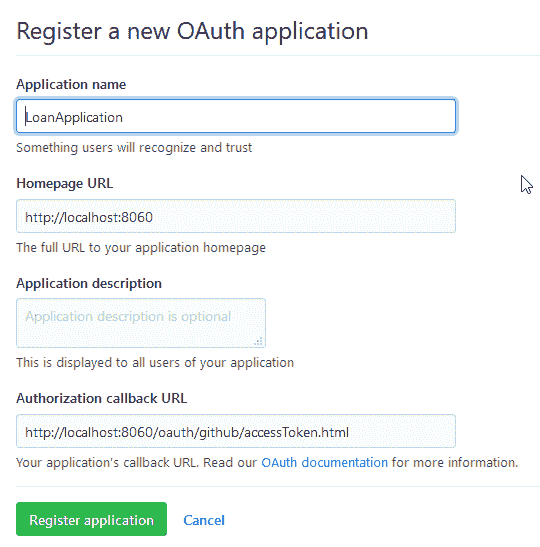 Register a new OAuth application
Application name
LoanApplication
Something users will recognize and trust
Homepage URL
http://localhost:8060
The full URL to your application homepage
Application description
Application description is optional
This is displayed to all users of your application
Authorization callback URL
http://localhost:8060/oauth/github/accessToken.html
Your application's callback URL. Read our OAuth documentation for more information.
Register application Cancel